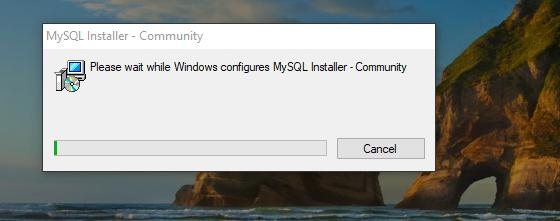 MySQL Installer - Community
Please wait while Windows configures MySQL Installer - Community
Cancel